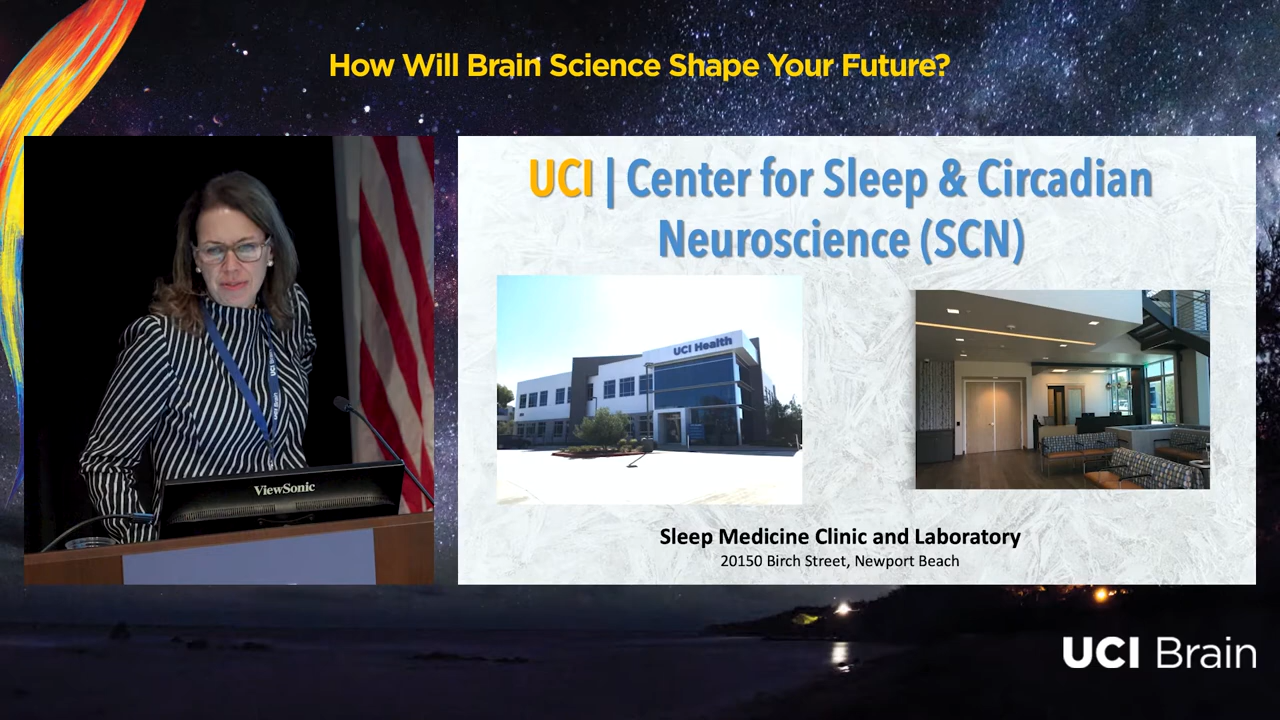 How Will Brain Science Shape Your Future?
UCI | Center for Sleep & Circadian
Neuroscience (SCN)
UCI Health
ViewSonic
Sleep Medicine Clinic and Laboratory
20150 Birch Street, Newport Beach
UCI Brain